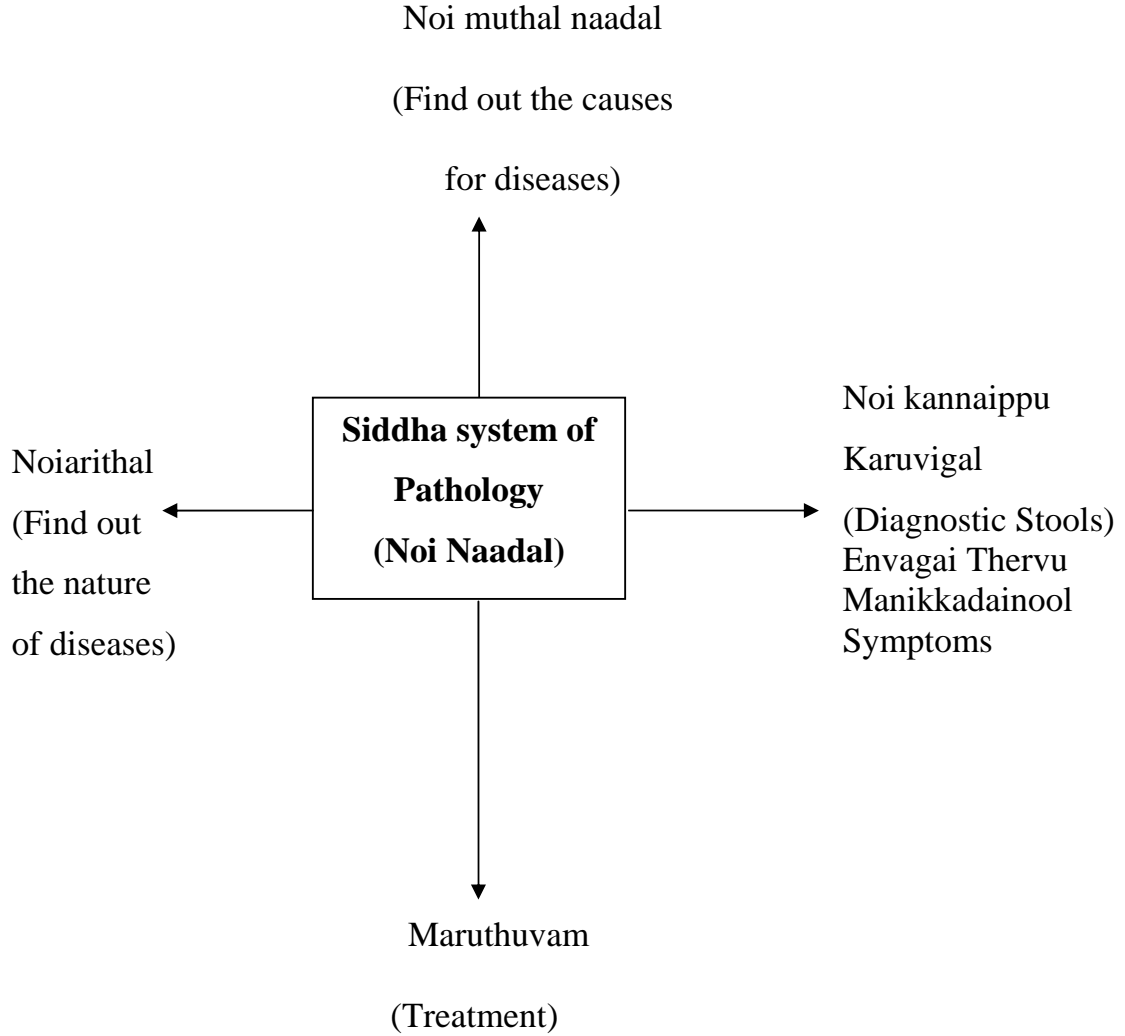 Noi muthal naadal
(Find out the causes
for diseases)
Siddha system of
Pathology
(Noi Naadal)
Noiarithal
(Find out
the nature
of diseases)
Noi kannaippu
Karuvigal
(Diagnostic Stools)
Envagai Thervu
Manikkadainool
Symptoms
Maruthuvam
(Treatment)